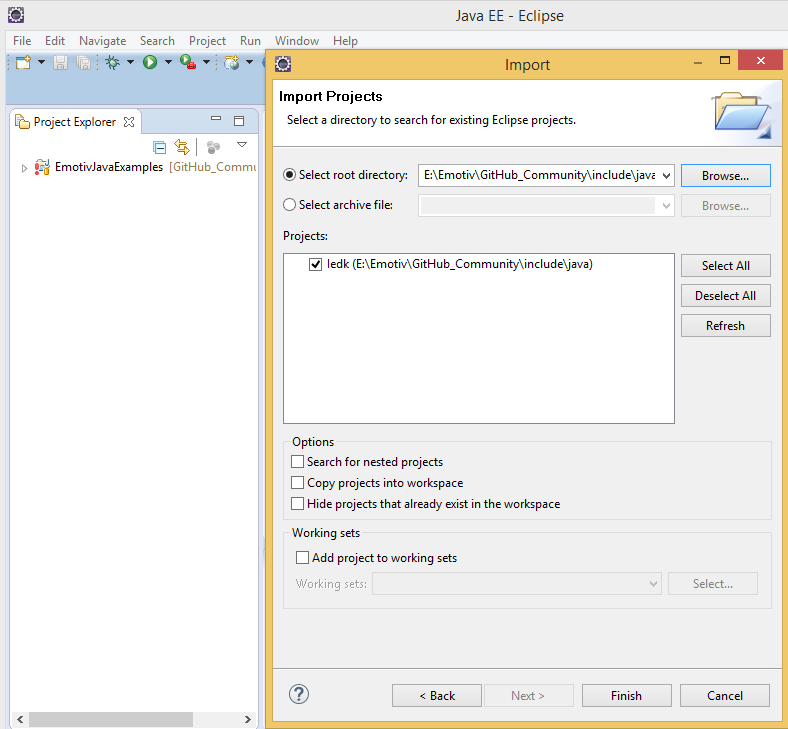 Java EE - Eclipse
File Edit Navigate Search Project Run Window Help
Project Explorer
EmotivJavaExamples [GitHub_Commu
Import
Import Projects
Select a directory to search for existing Eclipse projects.
Select root directory: E:\Emotiv\GitHub_Community\include\java Browse...
Select archive file: Browse...
Projects:
Iedk (E:\Emotiv\GitHub_Community\include\java)
Select All
Deselect All
Refresh
Options
Search for nested projects
Copy projects into workspace
Hide projects that already exist in the workspace
Working sets
Add project to working sets
Working sets: Select...
? < Back Next > Finish Cancel